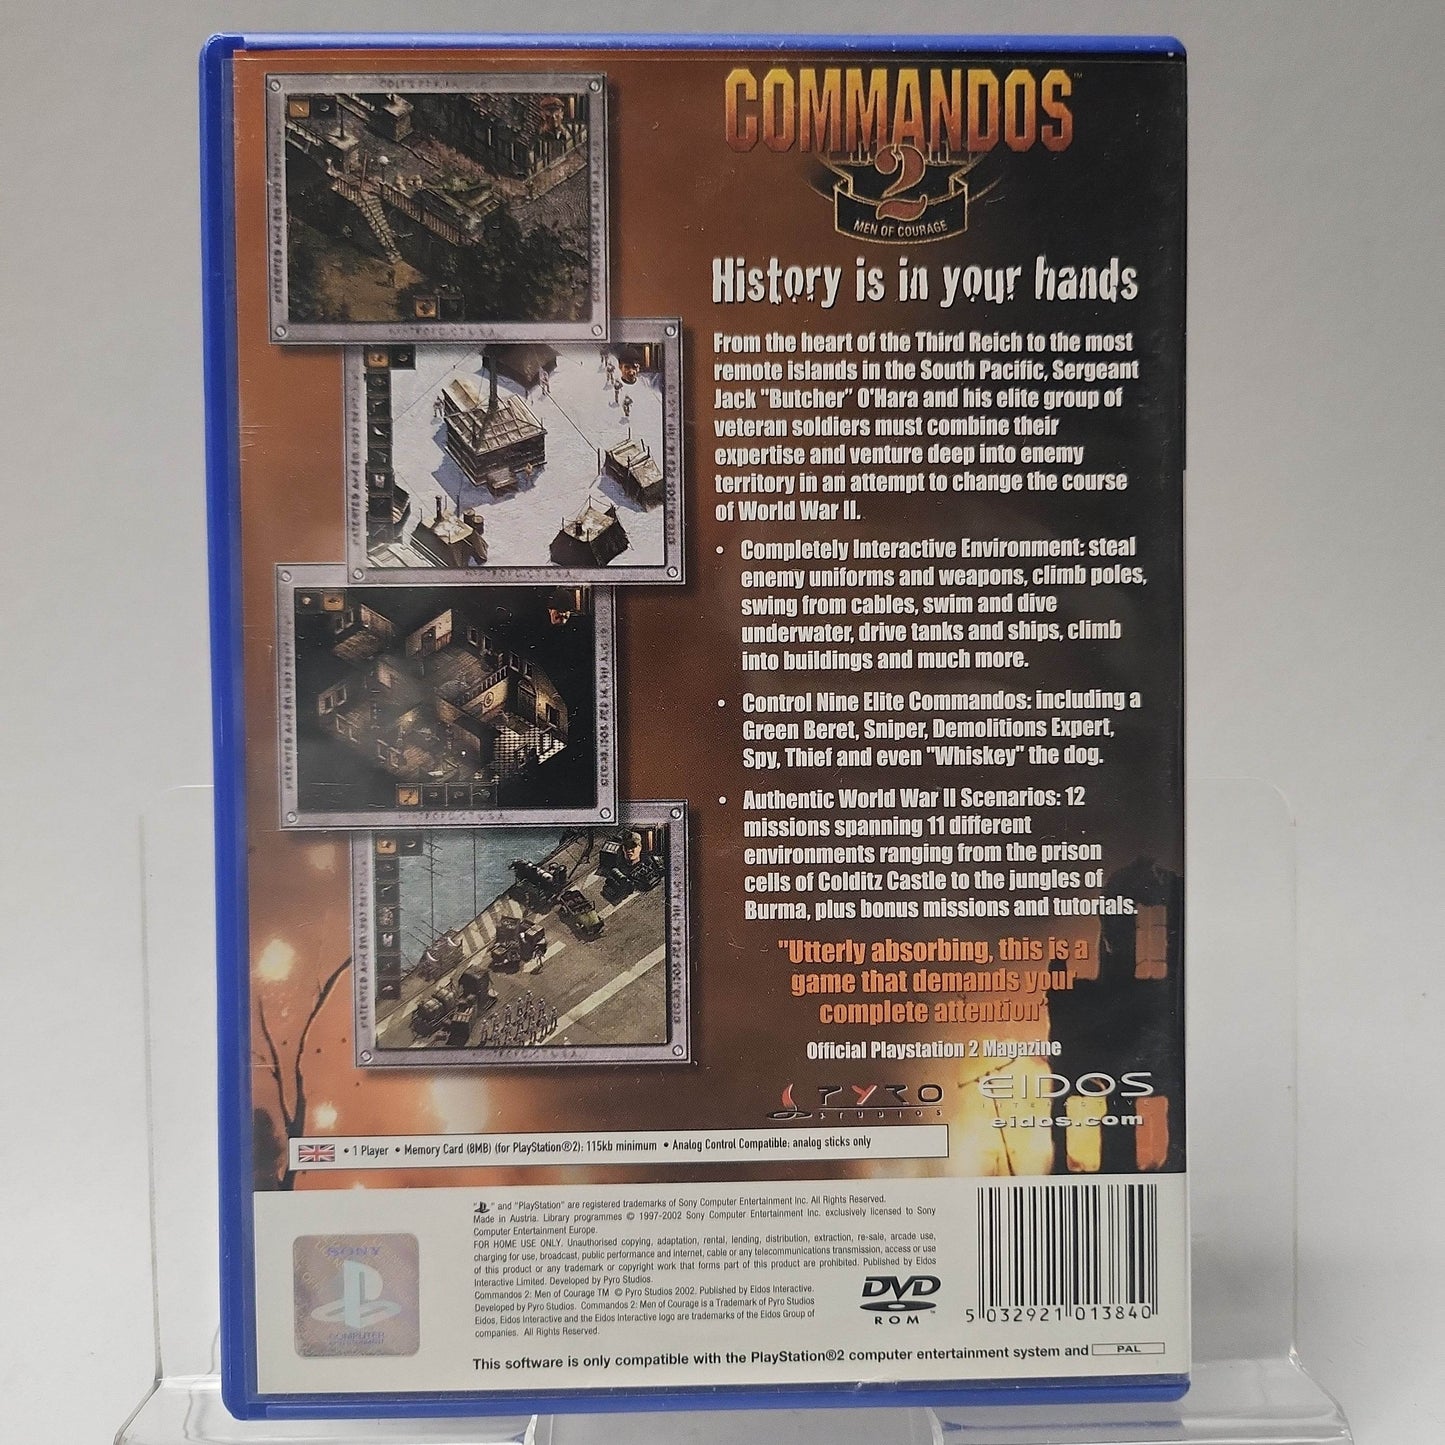 COMMANDOS™
2
MEN OF COURAGE
History is in your hands
From the heart of the Third Reich to the most
remote islands in the South Pacific, Sergeant
Jack "Butcher" O'Hara and his elite group of
veteran soldiers must combine their
expertise and venture deep into enemy
territory in an attempt to change the course
of World War II.
• Completely Interactive Environment: steal
enemy uniforms and weapons, climb poles,
swing from cables, swim and dive
underwater, drive tanks and ships, climb
into buildings and much more.
• Control Nine Elite Commandos: including a
Green Beret, Sniper, Demolitions Expert,
Spy, Thief and even "Whiskey" the dog.
• Authentic World War II Scenarios: 12
missions spanning 11 different
environments ranging from the prison
cells of Colditz Castle to the jungles of
Burma, plus bonus missions and tutorials.
"Utterly absorbing, this is a
game that demands your
complete attention"
Official Playstation 2 Magazine
PYRO
studios
EIDOS
INTERACTIVE
eidos.com
• 1 Player • Memory Card (8MB) (for PlayStation®2): 115kb minimum • Analog Control Compatible: analog sticks only
" " and "PlayStation" are registered trademarks of Sony Computer Entertainment Inc. All Rights Reserved.
Made in Austria. Library programmes © 1997-2002 Sony Computer Entertainment Inc. exclusively licensed to Sony
Computer Entertainment Europe.
FOR HOME USE ONLY. Unauthorised copying, adaptation, rental, lending, distribution, extraction, re-sale, arcade use,
charging for use, broadcast, public performance and internet, cable or any telecommunications transmission, access or use
of this product or any trademark or copyright work that forms part of this product are prohibited. Published by Eidos
Interactive Limited. Developed by Pyro Studios.
Commandos 2: Men of Courage TM © Pyro Studios 2002. Published by Eidos Interactive.
Developed by Pyro Studios. Commandos 2: Men of Courage is a Trademark of Pyro Studios
Eidos, Eidos Interactive and the Eidos Interactive logo are trademarks of the Eidos Group of
companies. All Rights Reserved.
SONY
COMPUTER
ENTERTAINMENT
DVD™
ROM
5 032921 013840
This software is only compatible with the PlayStation®2 computer entertainment system and PAL